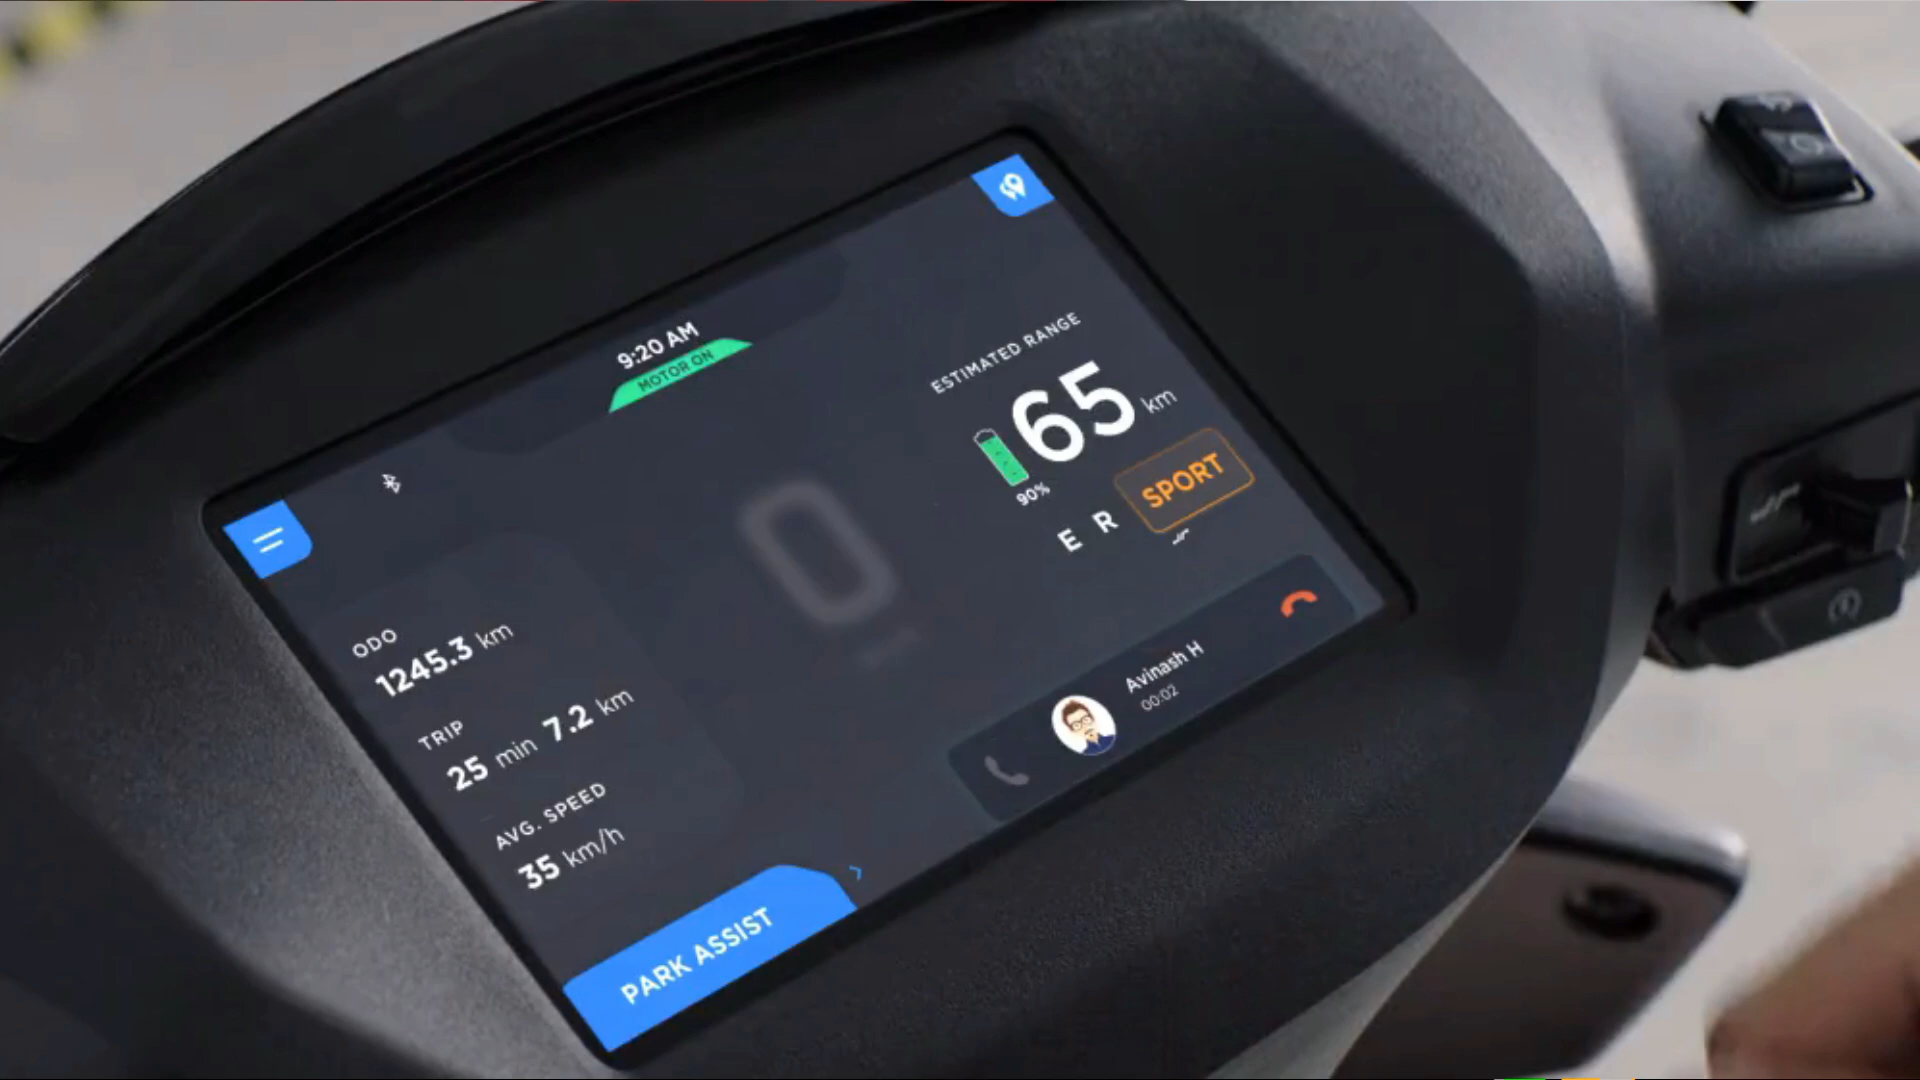 9:20 AM
MOTOR ON
ESTIMATED RANGE
65 km
90%
E R SPORT
0
ODO
1245.3 km
TRIP
25 min 7.2 km
AVG. SPEED
35 km/h
Avinash H
00:02
PARK ASSIST